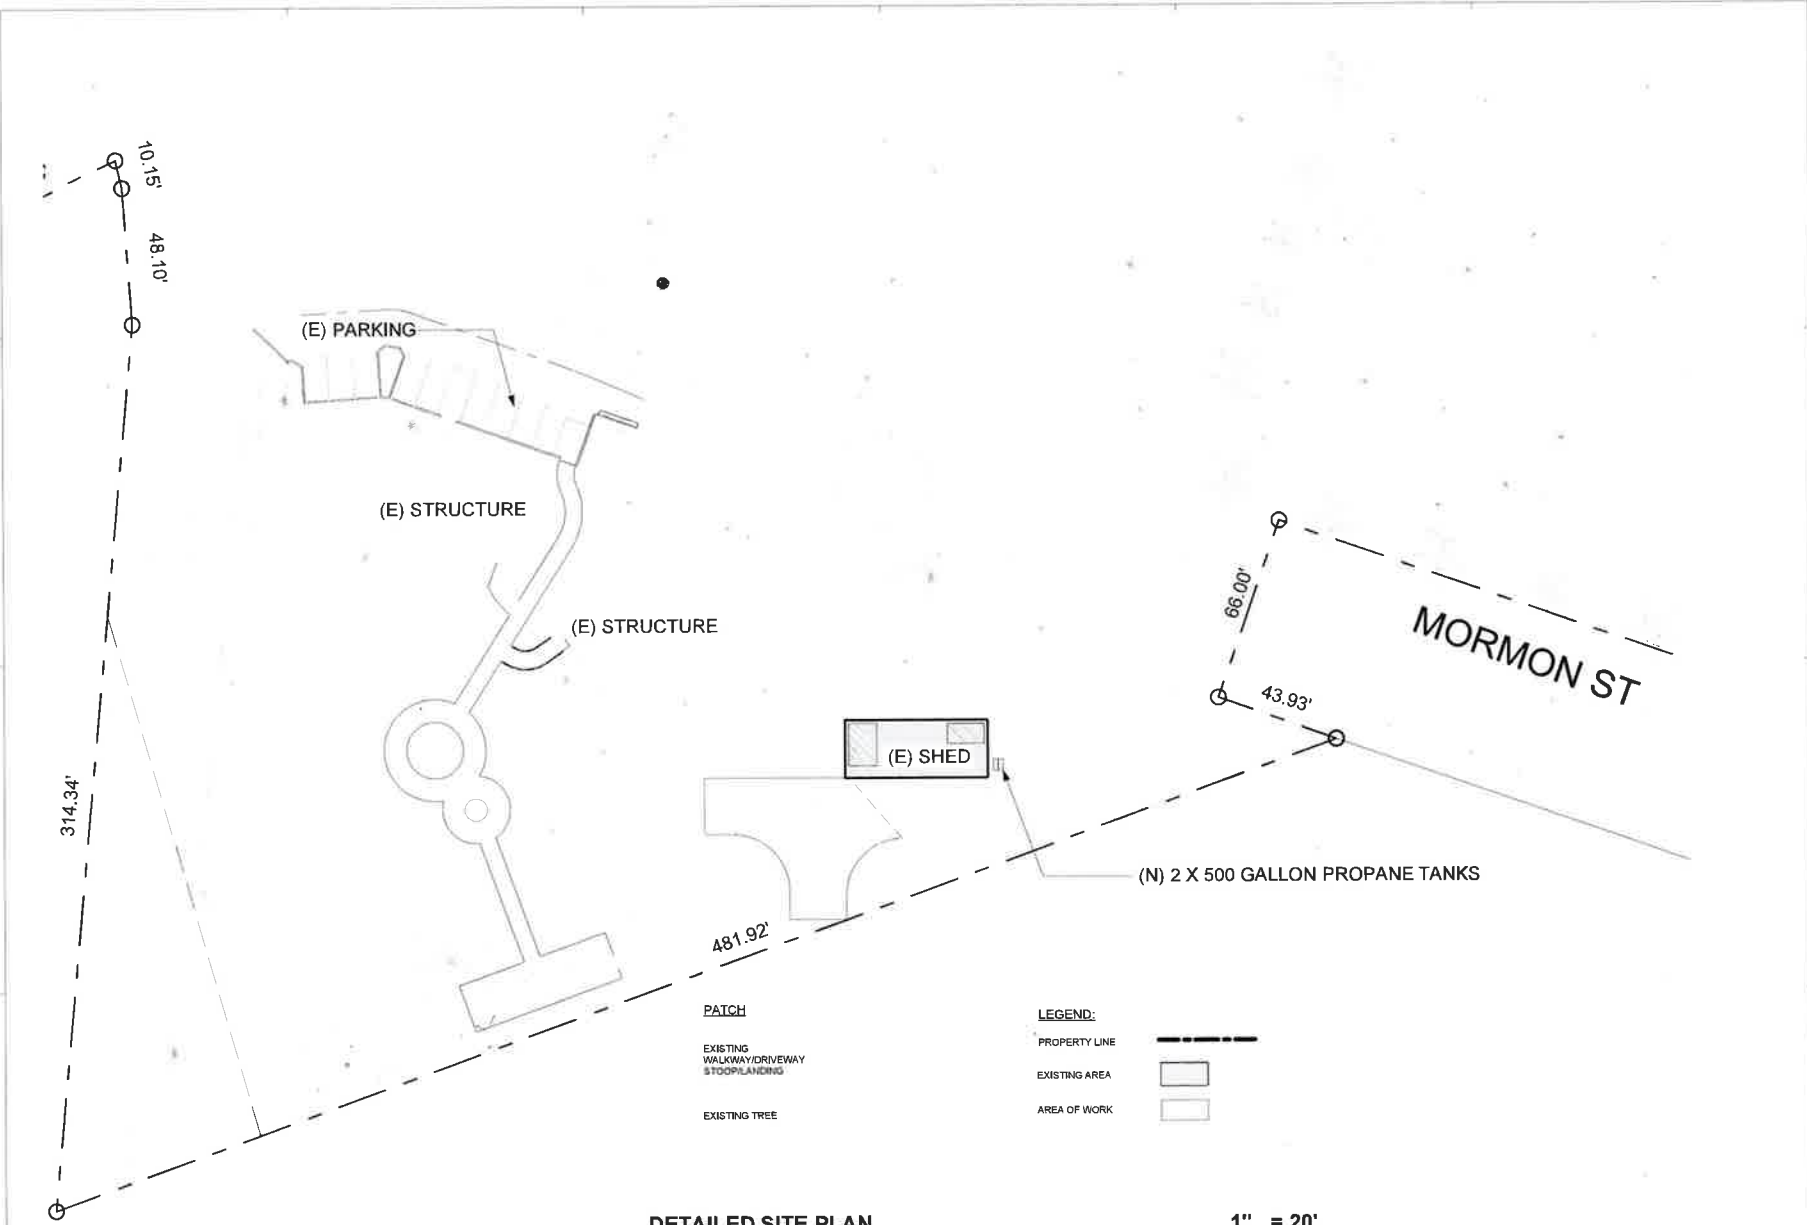 10.15'
48.10'
(E) PARKING
(E) STRUCTURE
66.00'
MORMON ST
(E) STRUCTURE
43.93'
(E) SHED
314.34'
(N) 2 X 500 GALLON PROPANE TANKS
481.92'
PATCH
EXISTING
WALKWAY/DRIVEWAY
STOOP/LANDING
EXISTING TREE
LEGEND:
PROPERTY LINE
EXISTING AREA
AREA OF WORK
DETAILED SITE PLAN
1" = 20'